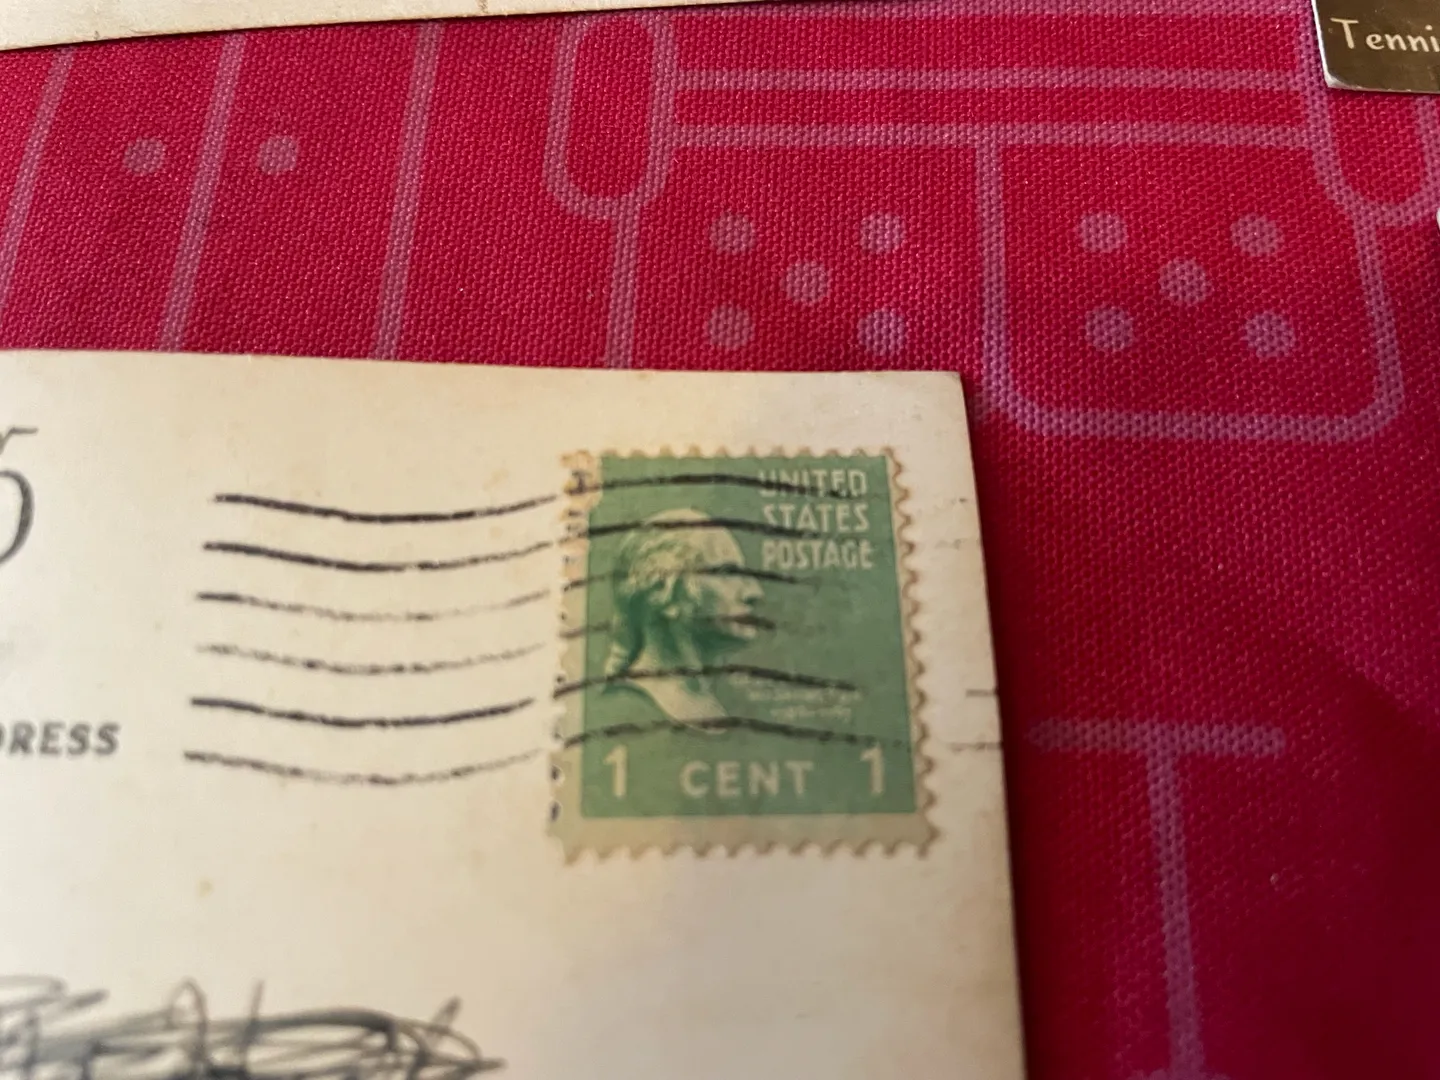 Tenni
UNITED
STATES
POSTAGE
1 CENT 1
DRESS